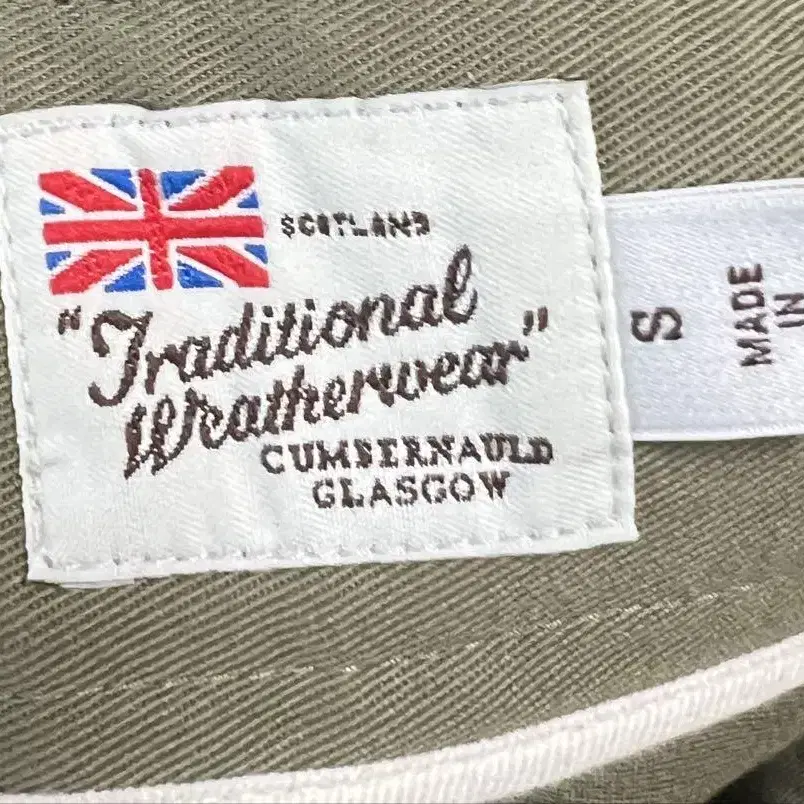 SCOTLAND
"Traditional
Weatherwear"
CUMBERNAULD
GLASGOW
S
MADE
IN